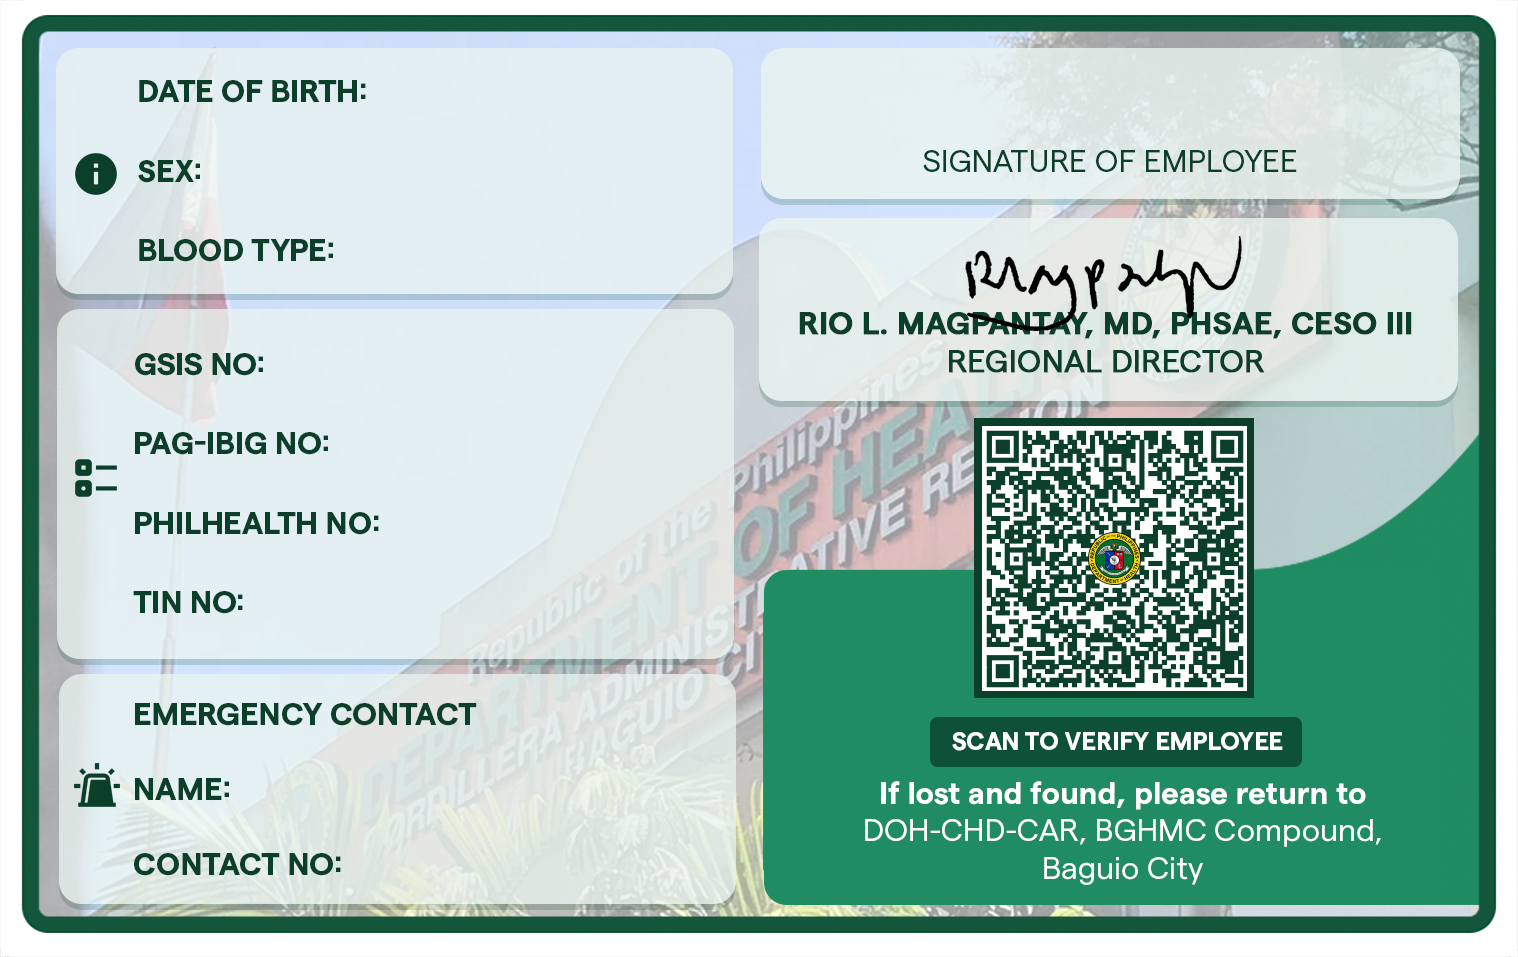 DATE OF BIRTH:
SEX:
BLOOD TYPE:
GSIS NO:
PAG-IBIG NO:
PHILHEALTH NO:
TIN NO:
EMERGENCY CONTACT
NAME:
CONTACT NO:
SIGNATURE OF EMPLOYEE
RIO L. MAGPANTAY, MD, PHSAE, CESO III
REGIONAL DIRECTOR
Republic of the Philippines
DEPARTMENT OF HEALTH
CORDILLERA ADMINISTRATIVE REGION
BAGUIO CITY
SCAN TO VERIFY EMPLOYEE
If lost and found, please return to
DOH-CHD-CAR, BGHMC Compound,
Baguio City